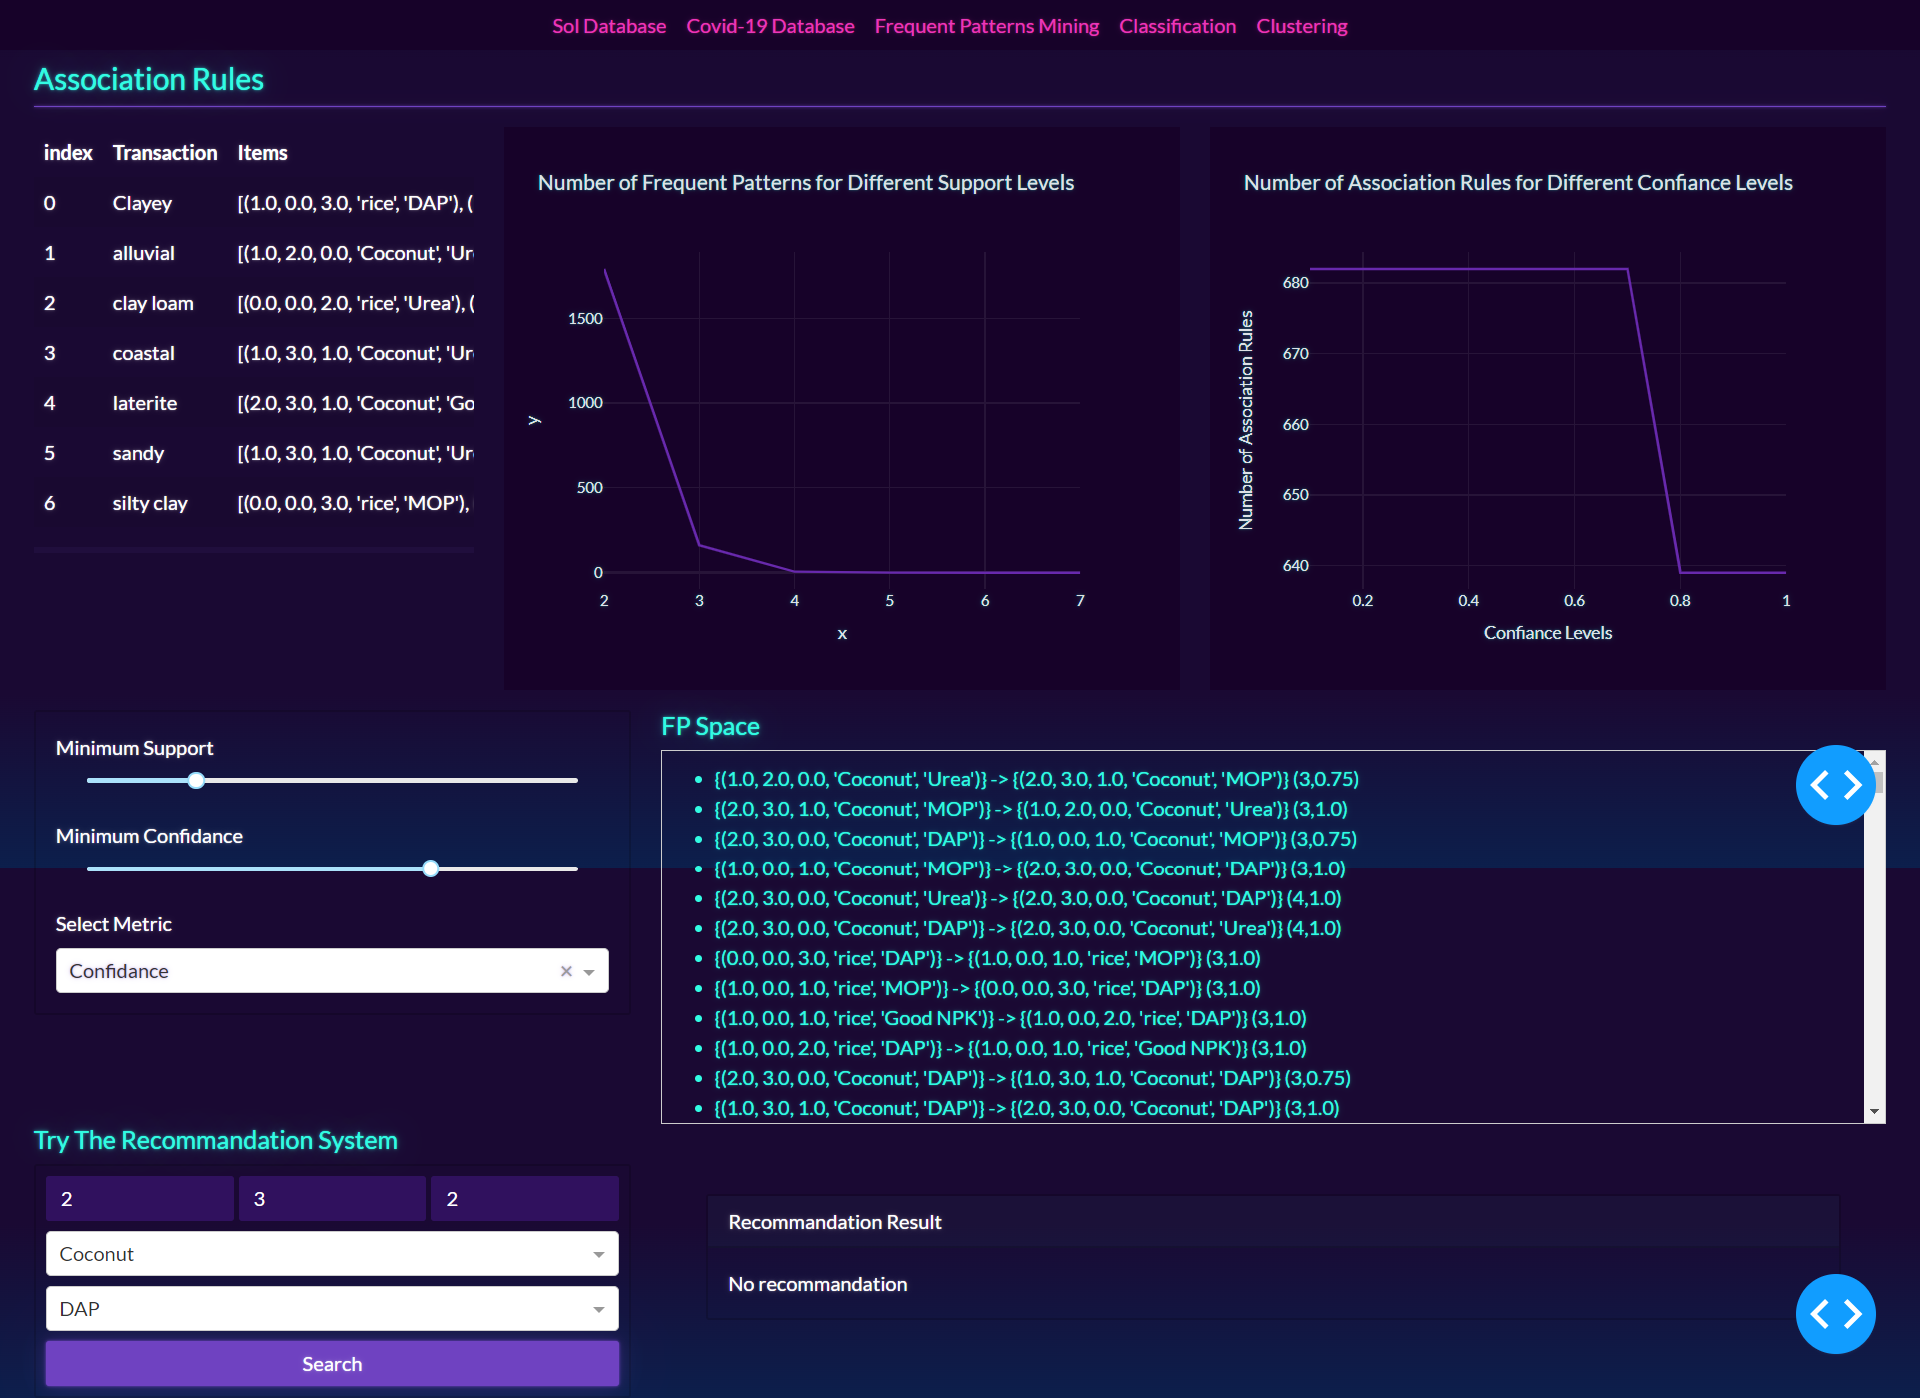 Sol Database Covid-19 Database Frequent Patterns Mining Classification Clustering
Association Rules
index Transaction Items
0 Clayey [(1.0, 0.0, 3.0, 'rice', 'DAP'), (
1 alluvial [(1.0, 2.0, 0.0, 'Coconut', 'Ur
2 clay loam [(0.0, 0.0, 2.0, 'rice', 'Urea'), (
3 coastal [(1.0, 3.0, 1.0, 'Coconut', 'Ur
4 laterite [(2.0, 3.0, 1.0, 'Coconut', 'Go
5 sandy [(1.0, 3.0, 1.0, 'Coconut', 'Ur
6 silty clay [(0.0, 0.0, 3.0, 'rice', 'MOP'),
Number of Frequent Patterns for Different Support Levels
1500
1000
500
0
y
2 3 4 5 6 7
x
Number of Association Rules for Different Confiance Levels
680
670
660
650
640
Number of Association Rules
0.2 0.4 0.6 0.8 1
Confiance Levels
Minimum Support
Minimum Confidance
Select Metric
Confidance ×
FP Space
{(1.0, 2.0, 0.0, 'Coconut', 'Urea')} -> {(2.0, 3.0, 1.0, 'Coconut', 'MOP')} (3,0.75)
{(2.0, 3.0, 1.0, 'Coconut', 'MOP')} -> {(1.0, 2.0, 0.0, 'Coconut', 'Urea')} (3,1.0)
{(2.0, 3.0, 0.0, 'Coconut', 'DAP')} -> {(1.0, 0.0, 1.0, 'Coconut', 'MOP')} (3,0.75)
{(1.0, 0.0, 1.0, 'Coconut', 'MOP')} -> {(2.0, 3.0, 0.0, 'Coconut', 'DAP')} (3,1.0)
{(2.0, 3.0, 0.0, 'Coconut', 'Urea')} -> {(2.0, 3.0, 0.0, 'Coconut', 'DAP')} (4,1.0)
{(2.0, 3.0, 0.0, 'Coconut', 'DAP')} -> {(2.0, 3.0, 0.0, 'Coconut', 'Urea')} (4,1.0)
{(0.0, 0.0, 3.0, 'rice', 'DAP')} -> {(1.0, 0.0, 1.0, 'rice', 'MOP')} (3,1.0)
{(1.0, 0.0, 1.0, 'rice', 'MOP')} -> {(0.0, 0.0, 3.0, 'rice', 'DAP')} (3,1.0)
{(1.0, 0.0, 1.0, 'rice', 'Good NPK')} -> {(1.0, 0.0, 2.0, 'rice', 'DAP')} (3,1.0)
{(1.0, 0.0, 2.0, 'rice', 'DAP')} -> {(1.0, 0.0, 1.0, 'rice', 'Good NPK')} (3,1.0)
{(2.0, 3.0, 0.0, 'Coconut', 'DAP')} -> {(1.0, 3.0, 1.0, 'Coconut', 'DAP')} (3,0.75)
{(1.0, 3.0, 1.0, 'Coconut', 'DAP')} -> {(2.0, 3.0, 0.0, 'Coconut', 'DAP')} (3,1.0)
Try The Recommandation System
2 3 2
Coconut
DAP
Search
Recommandation Result
No recommandation